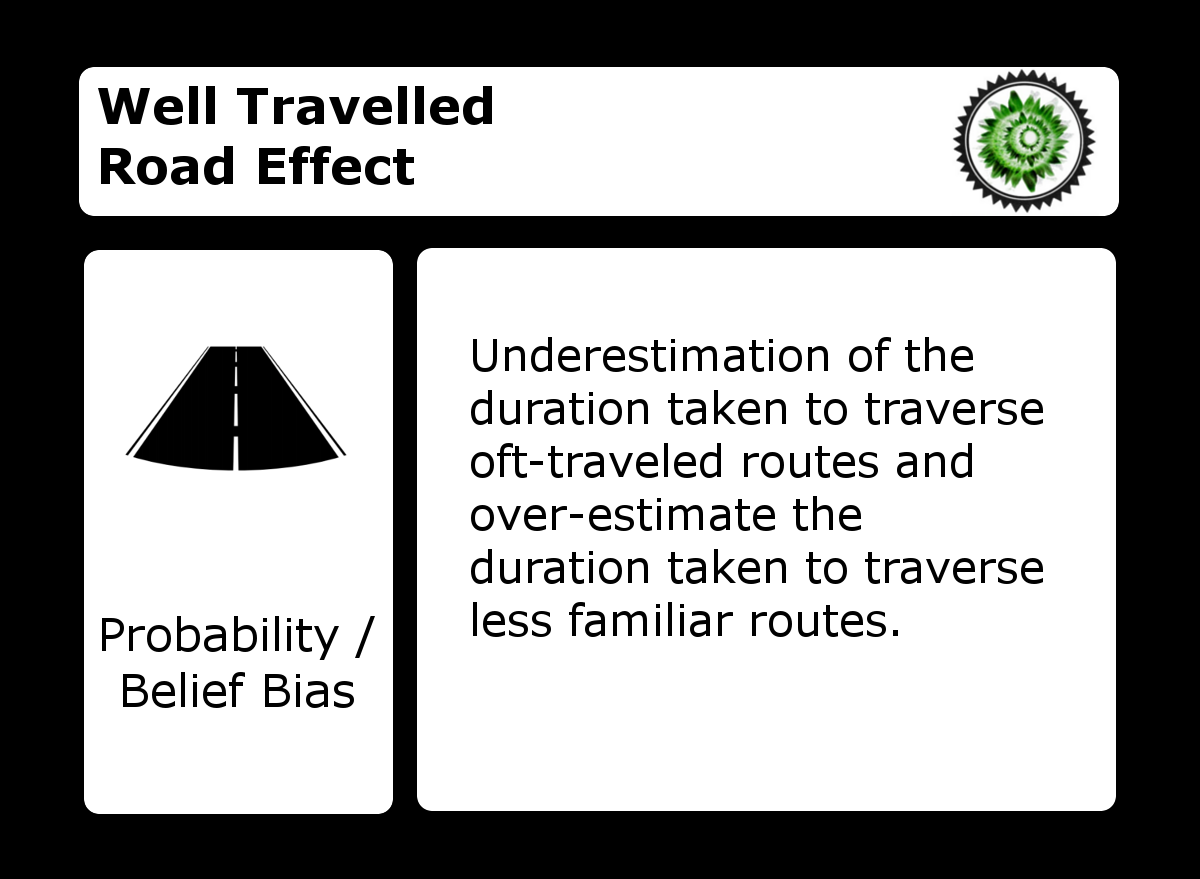 Well Travelled
Road Effect
Probability /
Belief Bias
Underestimation of the
duration taken to traverse
oft-traveled routes and
over-estimate the
duration taken to traverse
less familiar routes.